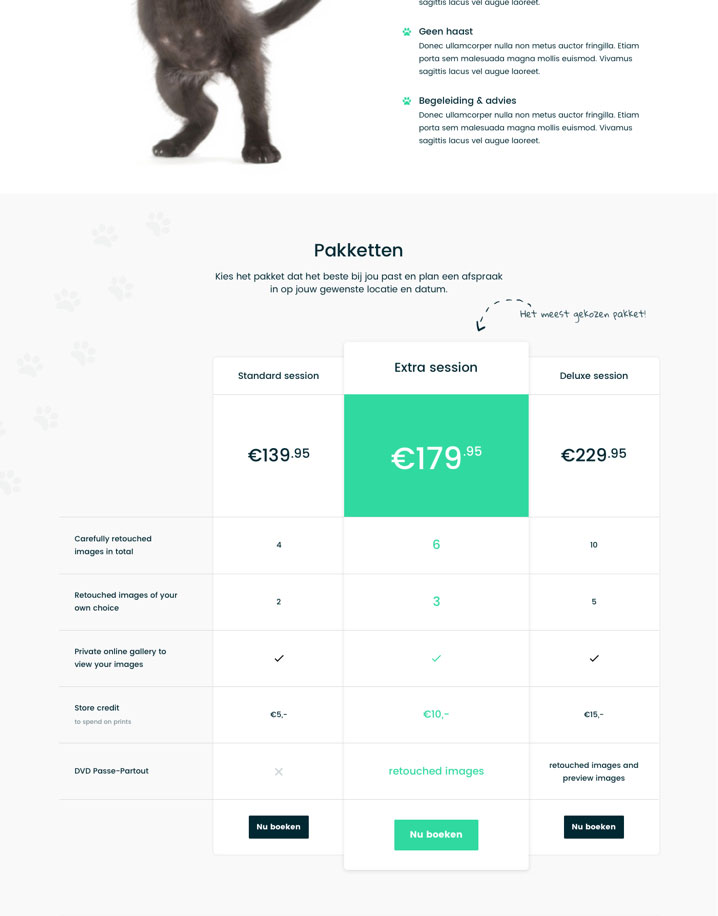 sagittis lacus vel augue laoreet.
Geen haast
Donec ullamcorper nulla non metus auctor fringilla. Etiam
porta sem malesuada magna mollis euismod. Vivamus
sagittis lacus vel augue laoreet.
Begeleiding & advies
Donec ullamcorper nulla non metus auctor fringilla. Etiam
porta sem malesuada magna mollis euismod. Vivamus
sagittis lacus vel augue laoreet.
Pakketten
Kies het pakket dat het beste bij jou past en plan een afspraak
in op jouw gewenste locatie en datum.
Het meest gekozen pakket!
Standard session
Extra session
Deluxe session
€139.95
€179.95
€229.95
Carefully retouched
images in total
4
6
10
Retouched images of your
own choice
2
3
5
Private online gallery to
view your images
Store credit
to spend on prints
€5,-
€10,-
€15,-
DVD Passe-Partout
retouched images
retouched images and
preview images
Nu boeken
Nu boeken
Nu boeken